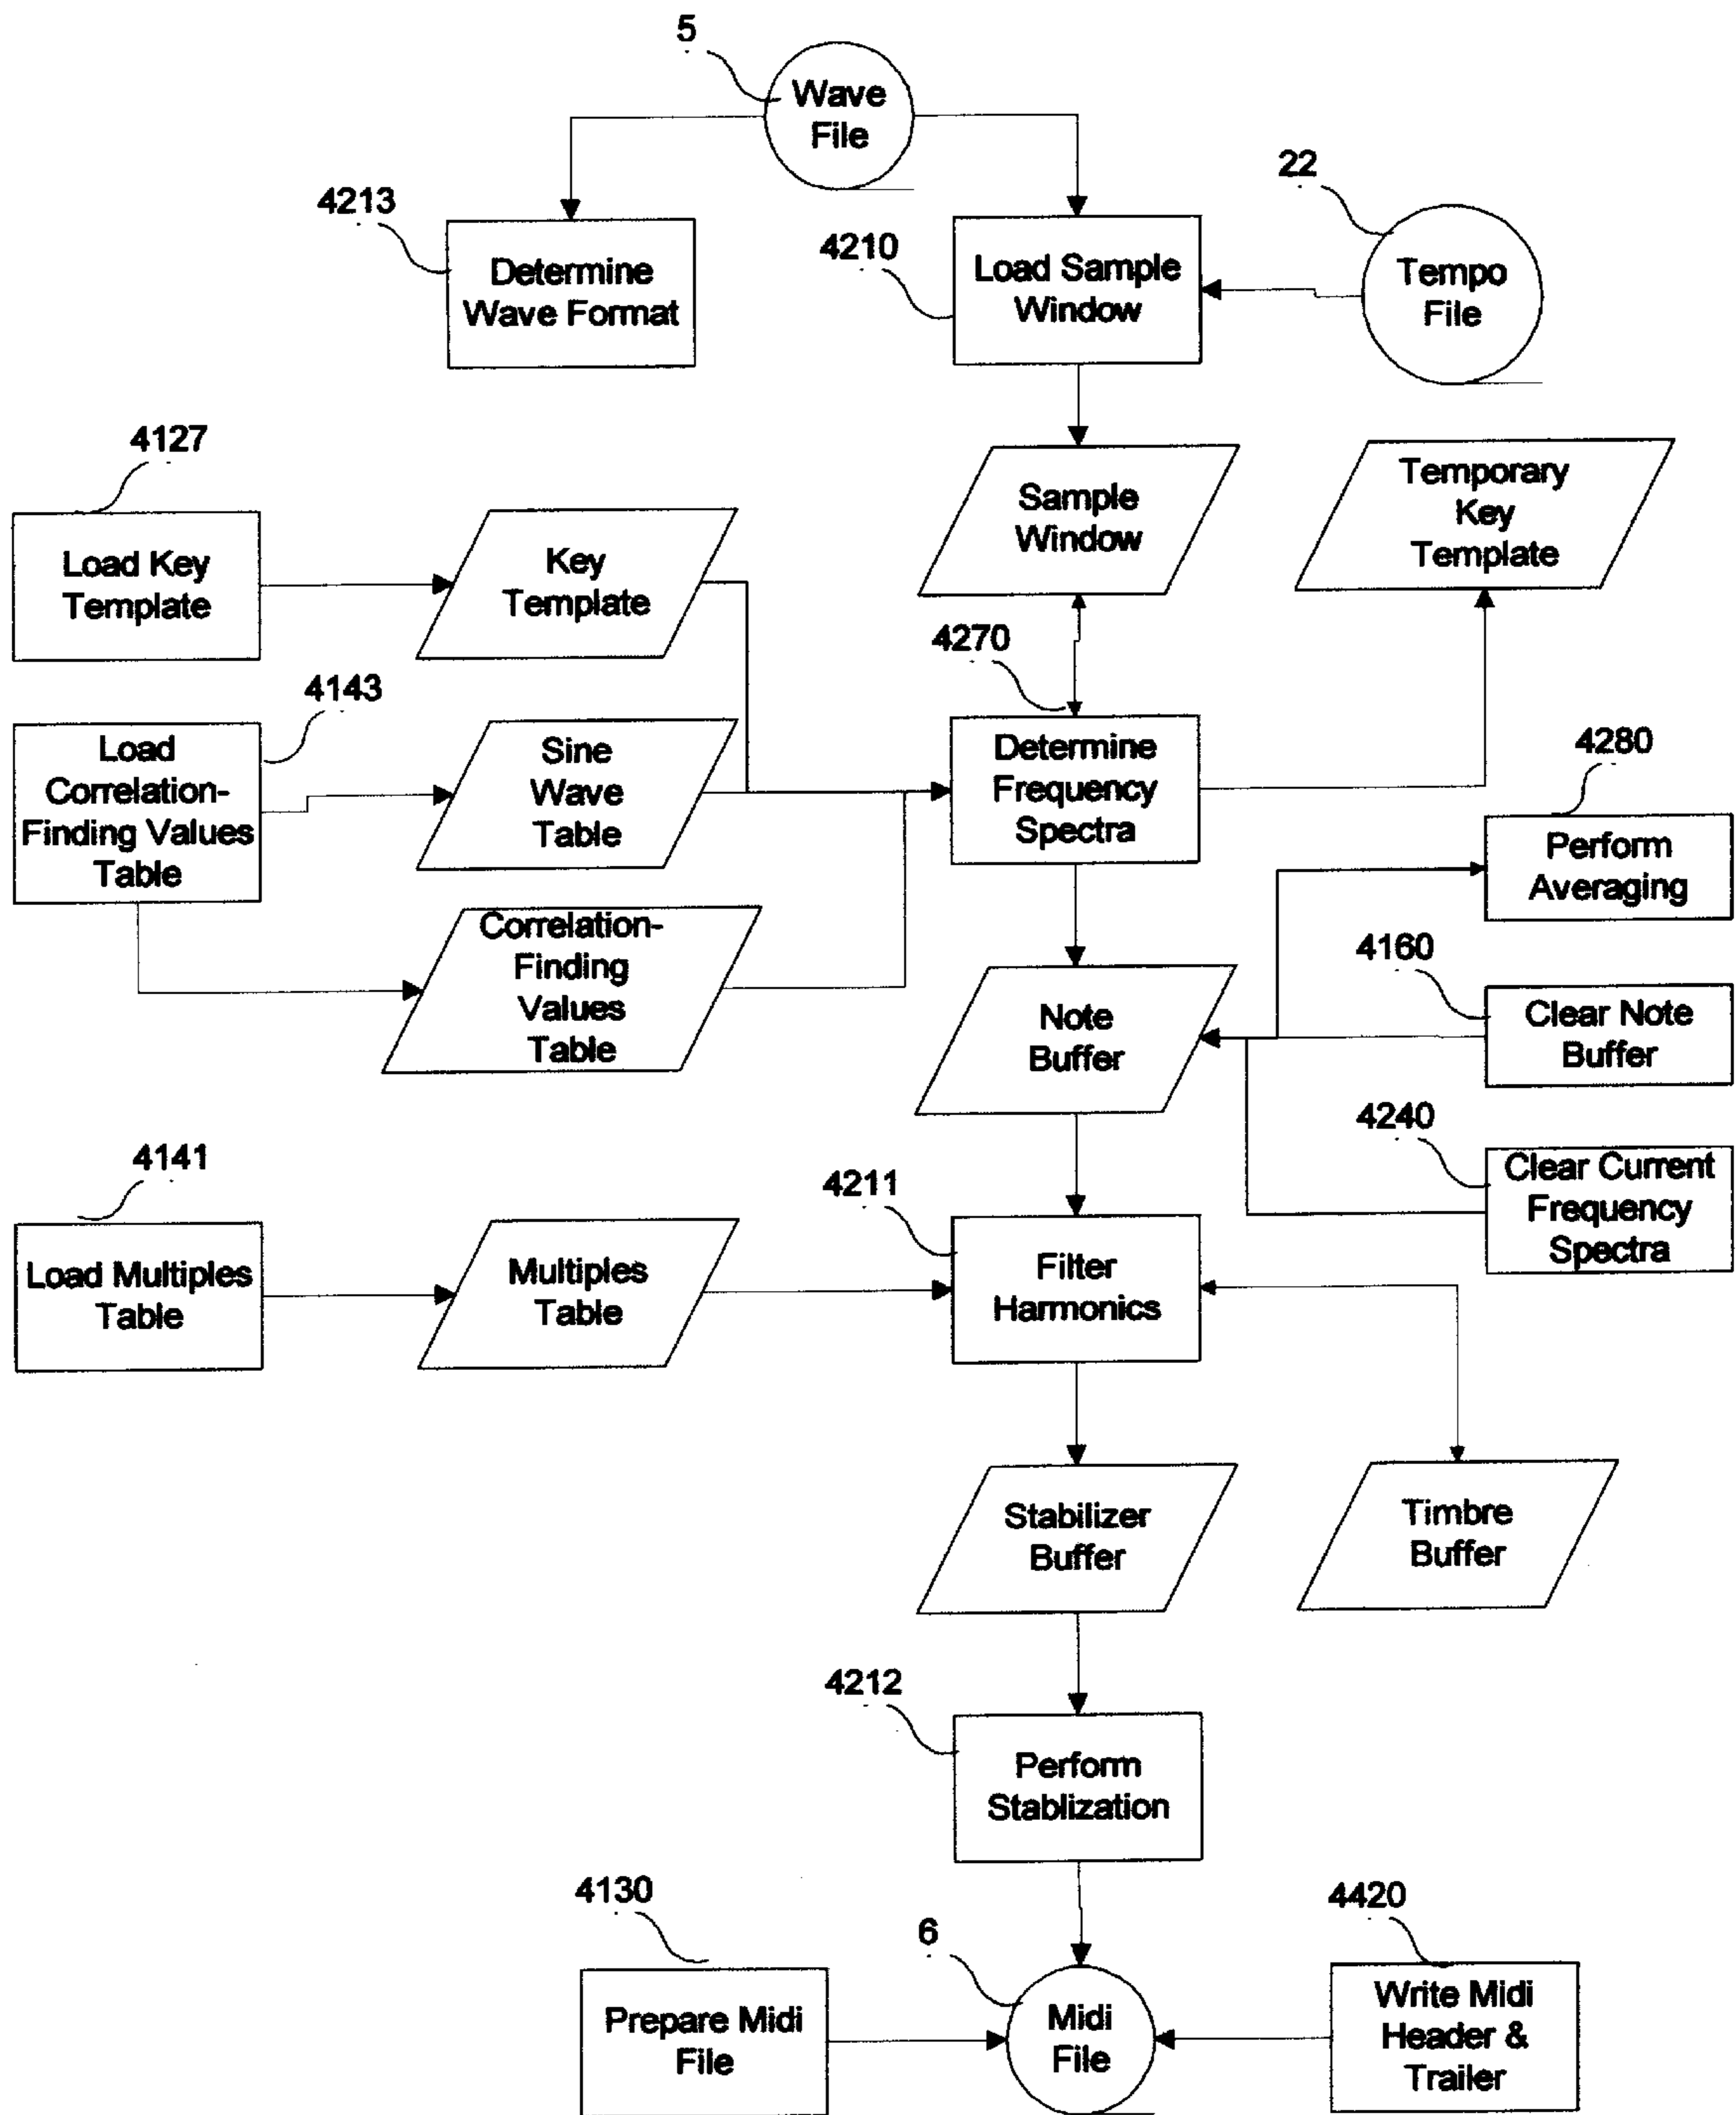 5
Wave
File
22
4213
4210
Determine
Wave Format
Load Sample
Window
Tempo
File
4127
Load Key
Template
Key
Template
Sample
Window
Temporary
Key
Template
4270
4143
Load
Correlation-
Finding Values
Table
Sine
Wave
Table
Determine
Frequency
Spectra
4280
Perform
Averaging
Correlation-
Finding
Values
Table
Note
Buffer
4160
Clear Note
Buffer
4240
Clear Current
Frequency
Spectra
4141
Load Multiples
Table
Multiples
Table
4211
Filter
Harmonics
Stabilizer
Buffer
Timbre
Buffer
4212
Perform
Stablization
4130
Prepare Midi
File
6
Midi
File
4420
Write Midi
Header &
Trailer